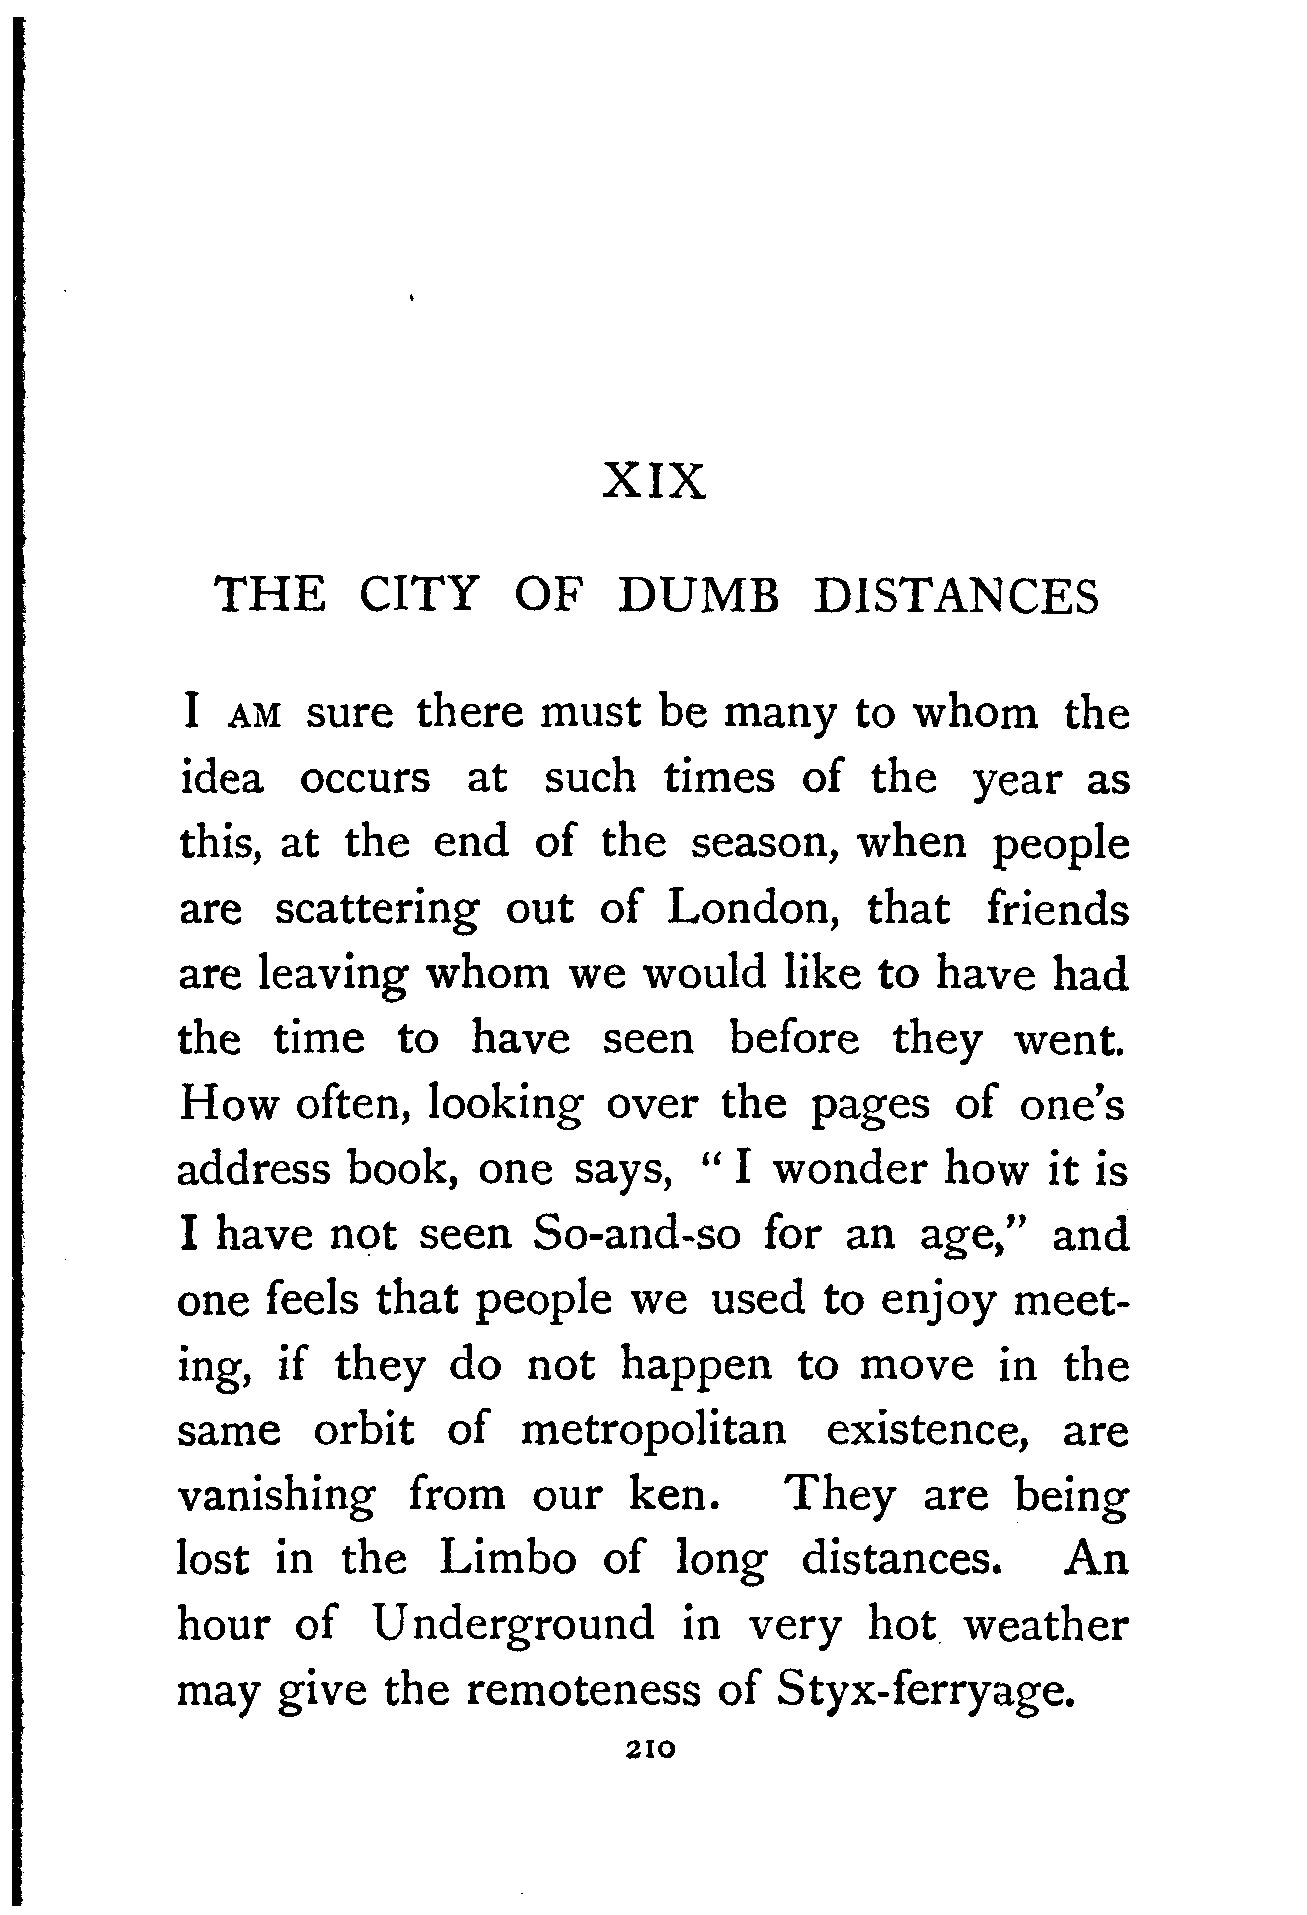 XIX
THE CITY OF DUMB DISTANCES
I AM sure there must be many to whom the
idea occurs at such times of the year as
this, at the end of the season, when people
are scattering out of London, that friends
are leaving whom we would like to have had
the time to have seen before they went.
How often, looking over the pages of one's
address book, one says, “ I wonder how it is
I have not seen So-and-so for an age,” and
one feels that people we used to enjoy meet-
ing, if they do not happen to move in the
same orbit of metropolitan existence, are
vanishing from our ken. They are being
lost in the Limbo of long distances. An
hour of Underground in very hot weather
may give the remoteness of Styx-ferryage.
210